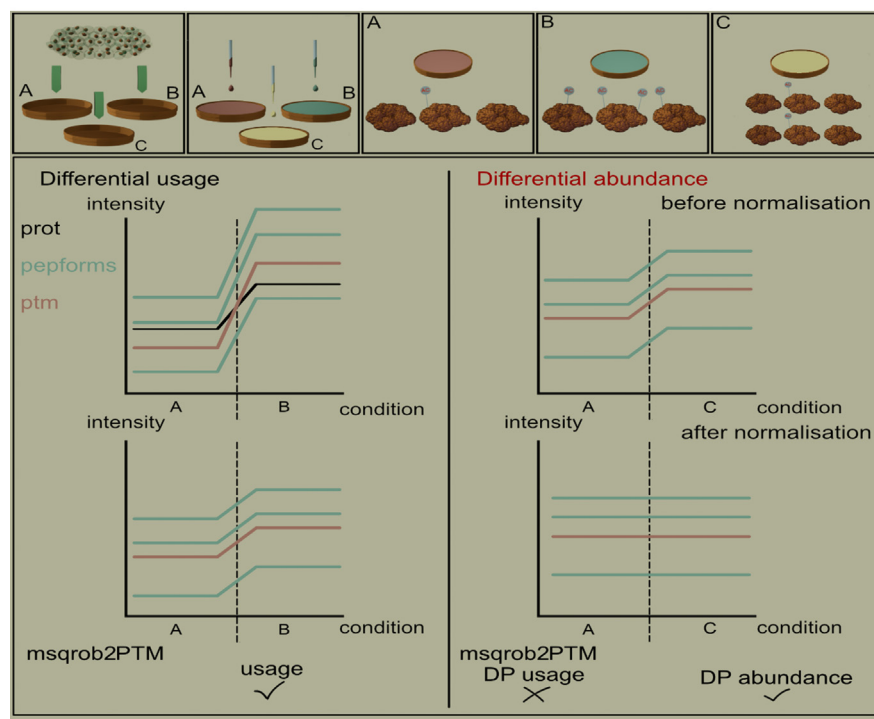 A
B
C
A
B
C
A
B
C
Differential usage
intensity
prot
pepforms
ptm
A
B
condition
intensity
A
B
condition
msqrob2PTM
usage
Differential abundance
intensity
before normalisation
A
C
condition
intensity
after normalisation
A
C
condition
msqrob2PTM
DP usage
DP abundance